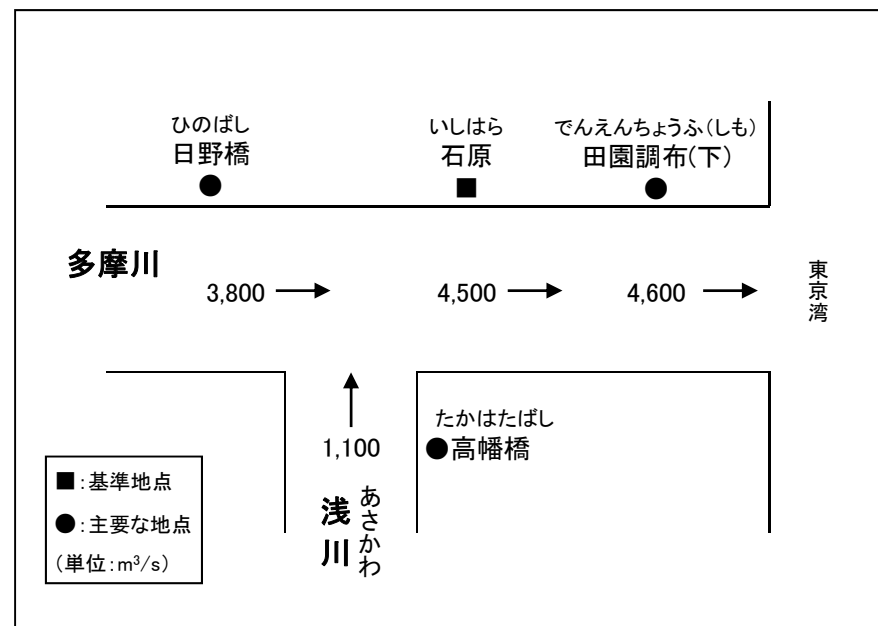 ひのばし
日野橋
●
いしはら
石原
■
でんえんちょうふ(しも)
田園調布(下)
●
多摩川
3,800
4,500
4,600
東京湾
1,100
たかはたばし
●高幡橋
浅川
あさかわ
■:基準地点
●:主要な地点
(単位:m³/s)